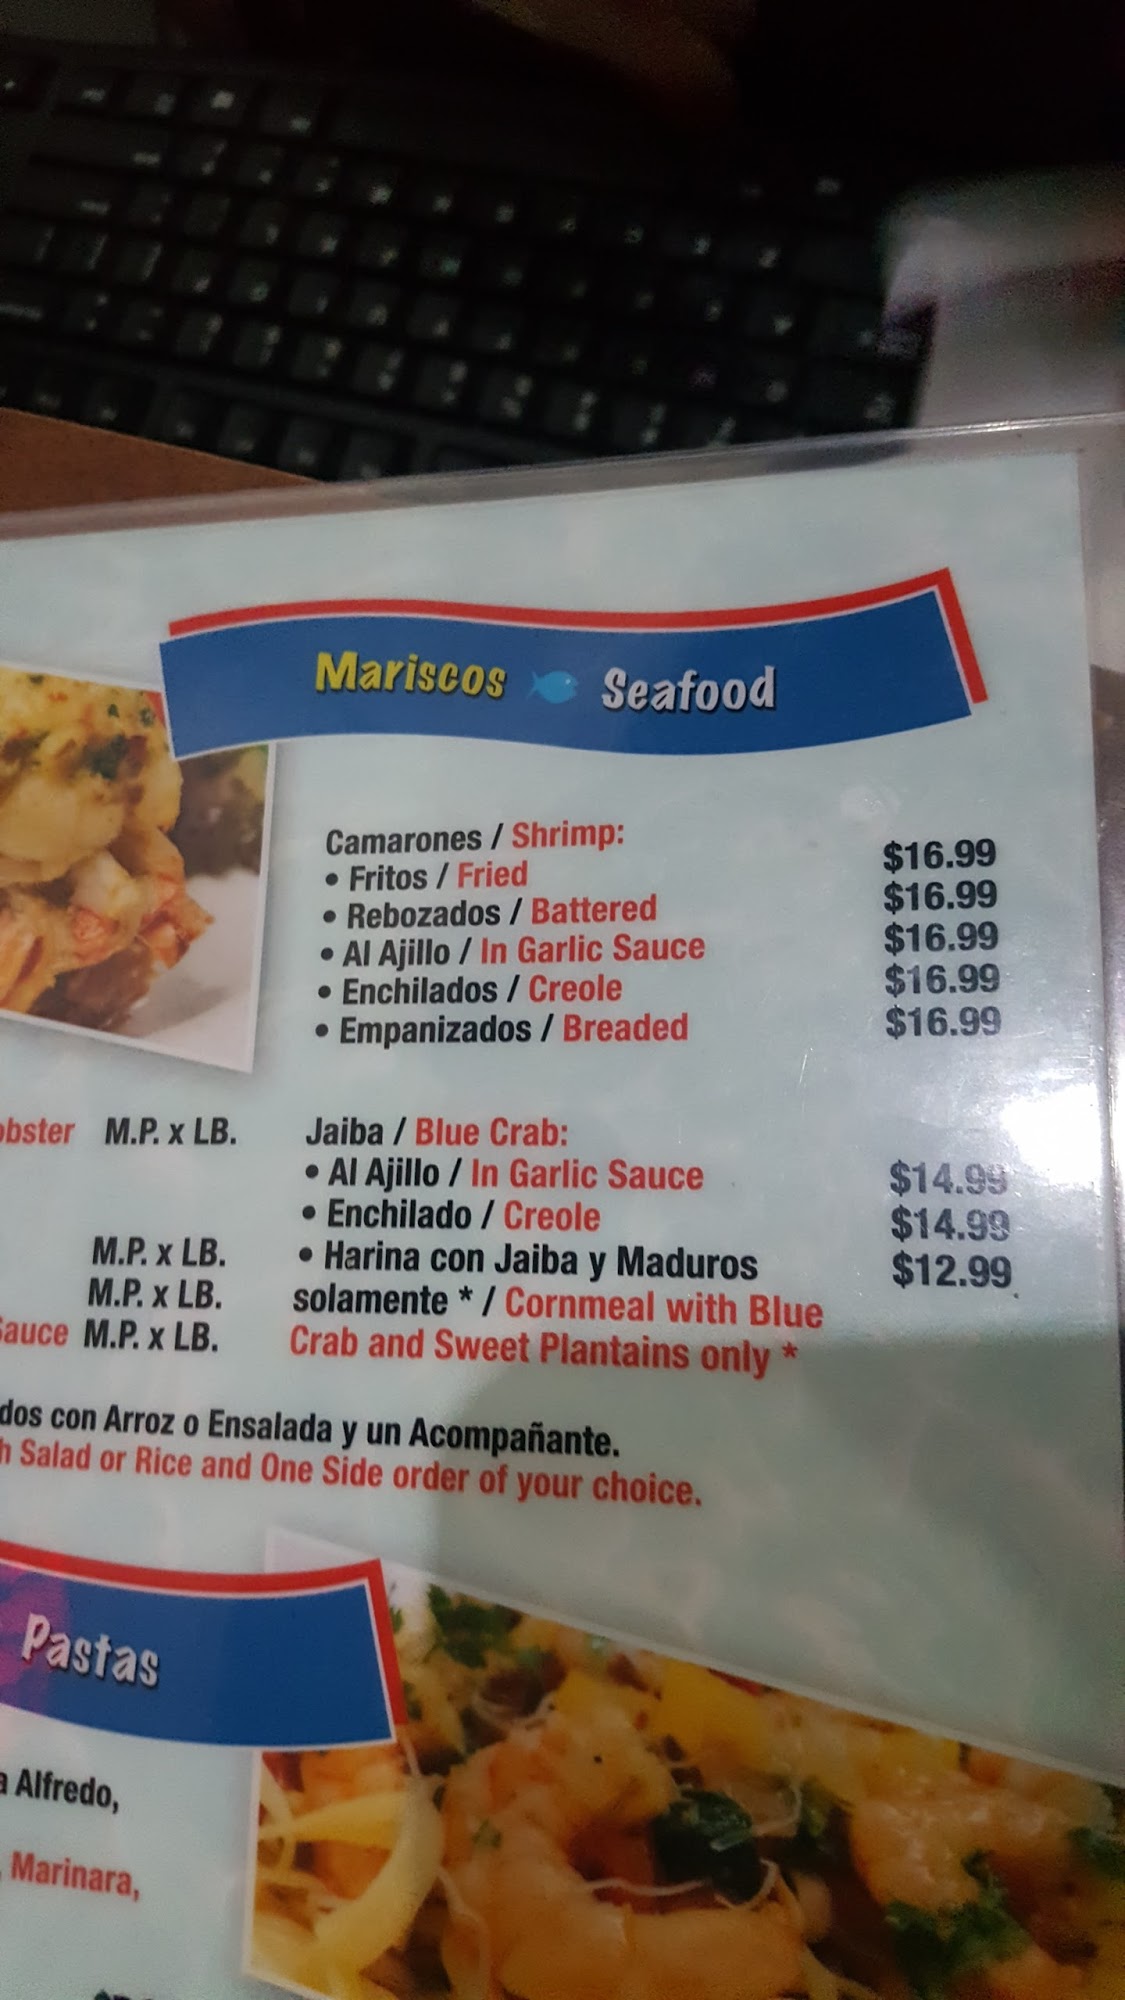 Mariscos Seafood
Camarones / Shrimp:
• Fritos / Fried $16.99
• Rebozados / Battered $16.99
• Al Ajillo / In Garlic Sauce $16.99
• Enchilados / Creole $16.99
• Empanizados / Breaded $16.99
M.P. x LB.
Jaiba / Blue Crab:
• Al Ajillo / In Garlic Sauce $14.99
• Enchilado / Creole $14.99
M.P. x LB.
• Harina con Jaiba y Maduros $12.99
M.P. x LB.
solamente * / Cornmeal with Blue
Sauce M.P. x LB.
Crab and Sweet Plantains only *
con Arroz o Ensalada y un Acompañante.
Salad or Rice and One Side order of your choice.
Pastas
Alfredo,
Marinara,